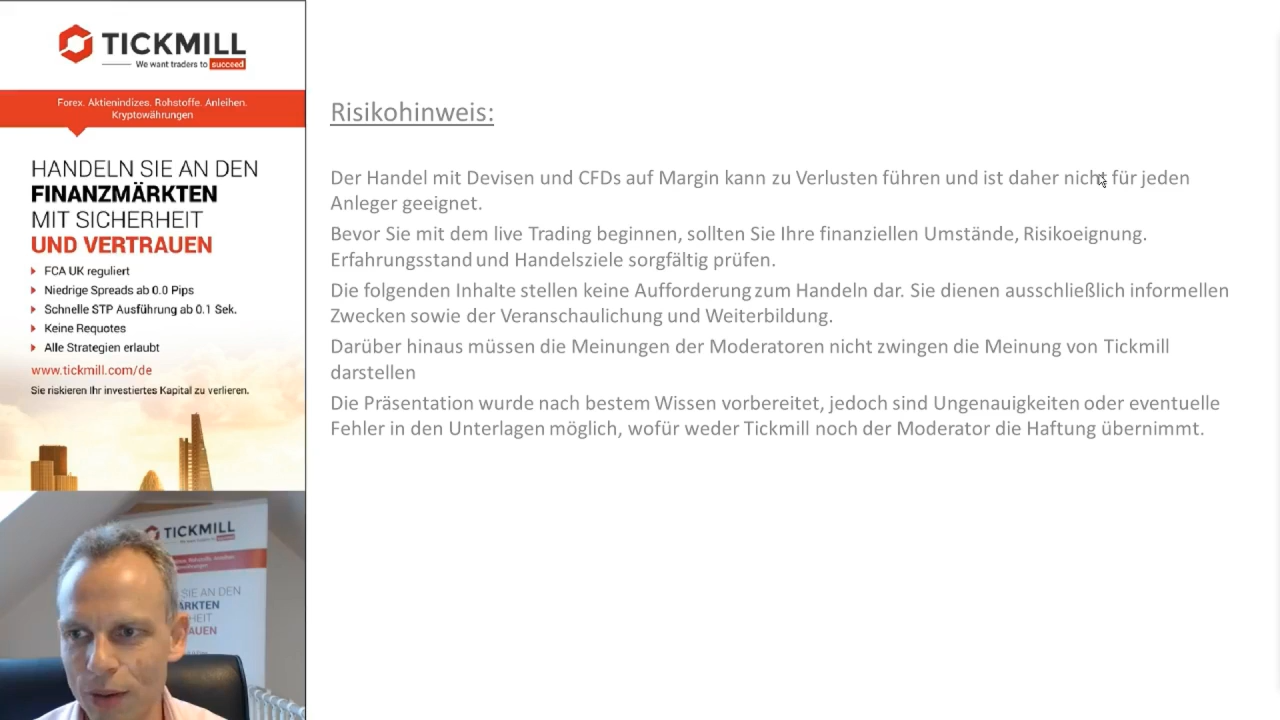 TICKMILL
We want traders to succeed
Forex. Aktienindizes. Rohstoffe. Anleihen.
Kryptowährungen
HANDELN SIE AN DEN
FINANZMÄRKTEN
MIT SICHERHEIT
UND VERTRAUEN
FCA UK reguliert
Niedrige Spreads ab 0.0 Pips
Schnelle STP Ausführung ab 0.1 Sek.
Keine Requotes
Alle Strategien erlaubt
www.tickmill.com/de
Sie riskieren Ihr investiertes Kapital zu verlieren.
Risikohinweis:
Der Handel mit Devisen und CFDs auf Margin kann zu Verlusten führen und ist daher nicht für jeden
Anleger geeignet.
Bevor Sie mit dem live Trading beginnen, sollten Sie Ihre finanziellen Umstände, Risikoeignung.
Erfahrungsstand und Handelsziele sorgfältig prüfen.
Die folgenden Inhalte stellen keine Aufforderung zum Handeln dar. Sie dienen ausschließlich informellen
Zwecken sowie der Veranschaulichung und Weiterbildung.
Darüber hinaus müssen die Meinungen der Moderatoren nicht zwingen die Meinung von Tickmill
darstellen
Die Präsentation wurde nach bestem Wissen vorbereitet, jedoch sind Ungenauigkeiten oder eventuelle
Fehler in den Unterlagen möglich, wofür weder Tickmill noch der Moderator die Haftung übernimmt.
TICKMILL
SIE AN DEN
ÄRKTEN
HEIT
AUEN